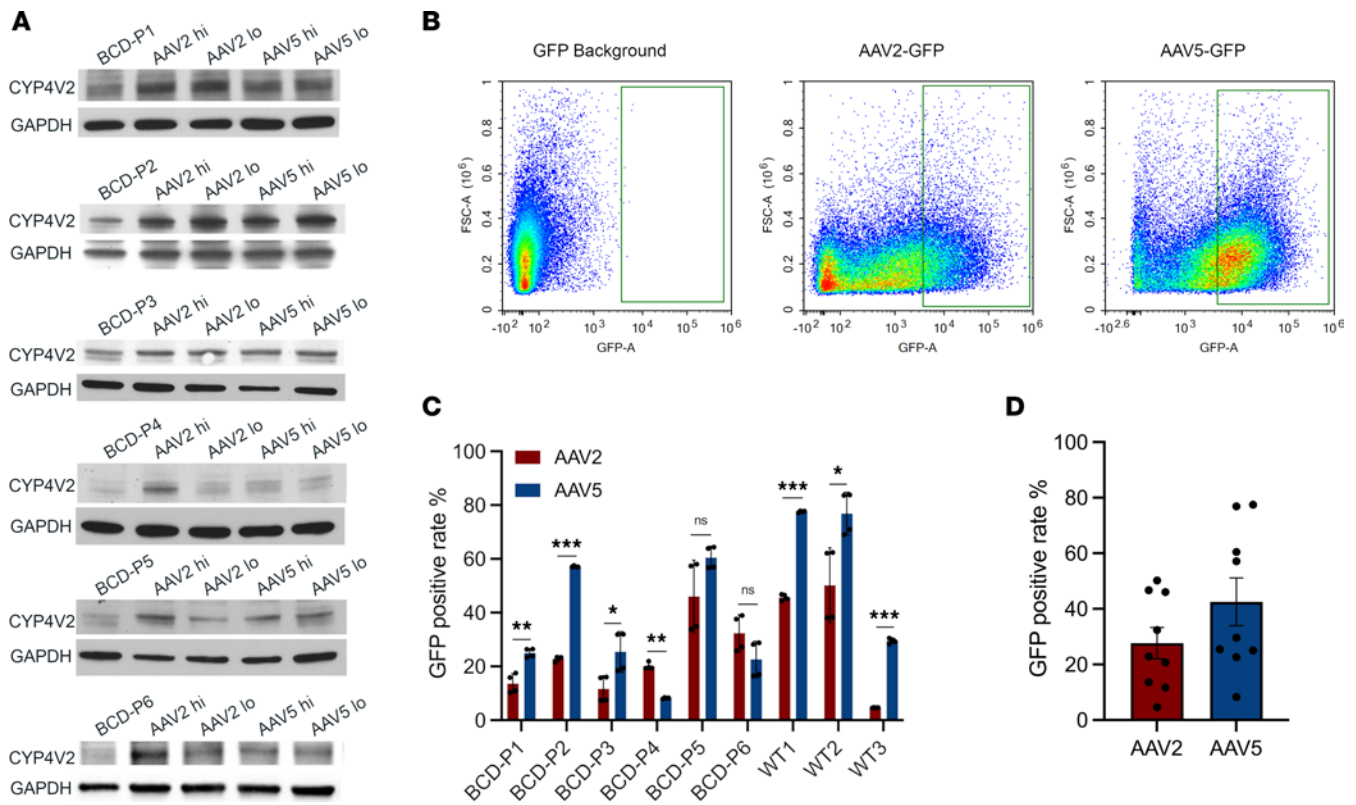 A
BCD-P1 AAV2 hi AAV2 lo AAV5 hi AAV5 lo
CYP4V2
GAPDH
BCD-P2 AAV2 hi AAV2 lo AAV5 hi AAV5 lo
CYP4V2
GAPDH
BCD-P3 AAV2 hi AAV2 lo AAV5 hi AAV5 lo
CYP4V2
GAPDH
BCD-P4 AAV2 hi AAV2 lo AAV5 hi AAV5 lo
CYP4V2
GAPDH
BCD-P5 AAV2 hi AAV2 lo AAV5 hi AAV5 lo
CYP4V2
GAPDH
BCD-P6 AAV2 hi AAV2 lo AAV5 hi AAV5 lo
CYP4V2
GAPDH
B
GFP Background
FSC-A (10⁶)
1
0.8
0.6
0.4
0.2
0
-10² 10² 10³ 10⁴ 10⁵ 10⁶
GFP-A
AAV2-GFP
FSC-A (10⁶)
1
0.8
0.6
0.4
0.2
0
-10² 10² 10³ 10⁴ 10⁵ 10⁶
GFP-A
AAV5-GFP
FSC-A (10⁶)
1
0.8
0.6
0.4
0.2
0
-10².⁶ 10³ 10⁴ 10⁵ 10⁶
GFP-A
C
GFP positive rate %
100
80
60
40
20
0
AAV2
AAV5
** *** * ** ns ns *** * ***
BCD-P1 BCD-P2 BCD-P3 BCD-P4 BCD-P5 BCD-P6 WT1 WT2 WT3
D
GFP positive rate %
100
80
60
40
20
0
AAV2 AAV5